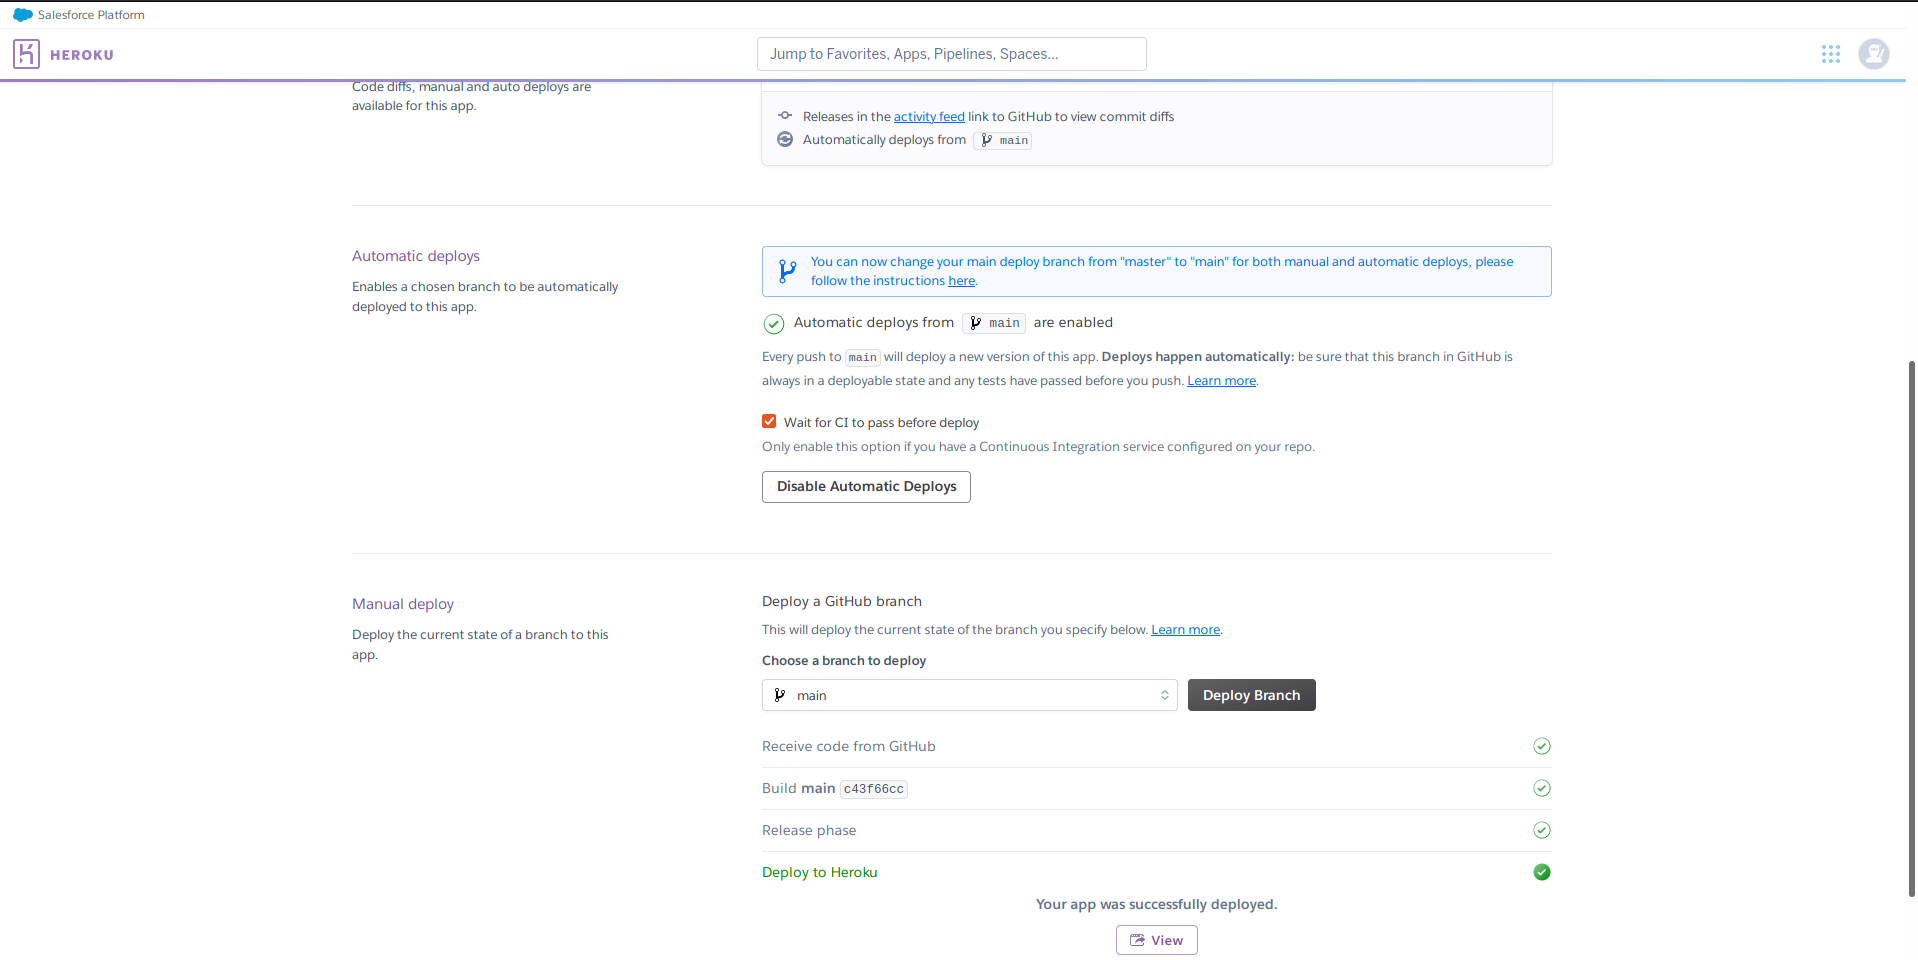 Salesforce Platform
HEROKU
Jump to Favorites, Apps, Pipelines, Spaces...
Code diffs, manual and auto deploys are
available for this app.
Releases in the activity feed link to GitHub to view commit diffs
Automatically deploys from main
Automatic deploys
Enables a chosen branch to be automatically
deployed to this app.
You can now change your main deploy branch from "master" to "main" for both manual and automatic deploys, please
follow the instructions here.
Automatic deploys from main are enabled
Every push to main will deploy a new version of this app. Deploys happen automatically: be sure that this branch in GitHub is
always in a deployable state and any tests have passed before you push. Learn more.
Wait for CI to pass before deploy
Only enable this option if you have a Continuous Integration service configured on your repo.
Disable Automatic Deploys
Manual deploy
Deploy the current state of a branch to this
app.
Deploy a GitHub branch
This will deploy the current state of the branch you specify below. Learn more.
Choose a branch to deploy
main
Deploy Branch
Receive code from GitHub
Build main c43f66cc
Release phase
Deploy to Heroku
Your app was successfully deployed.
View